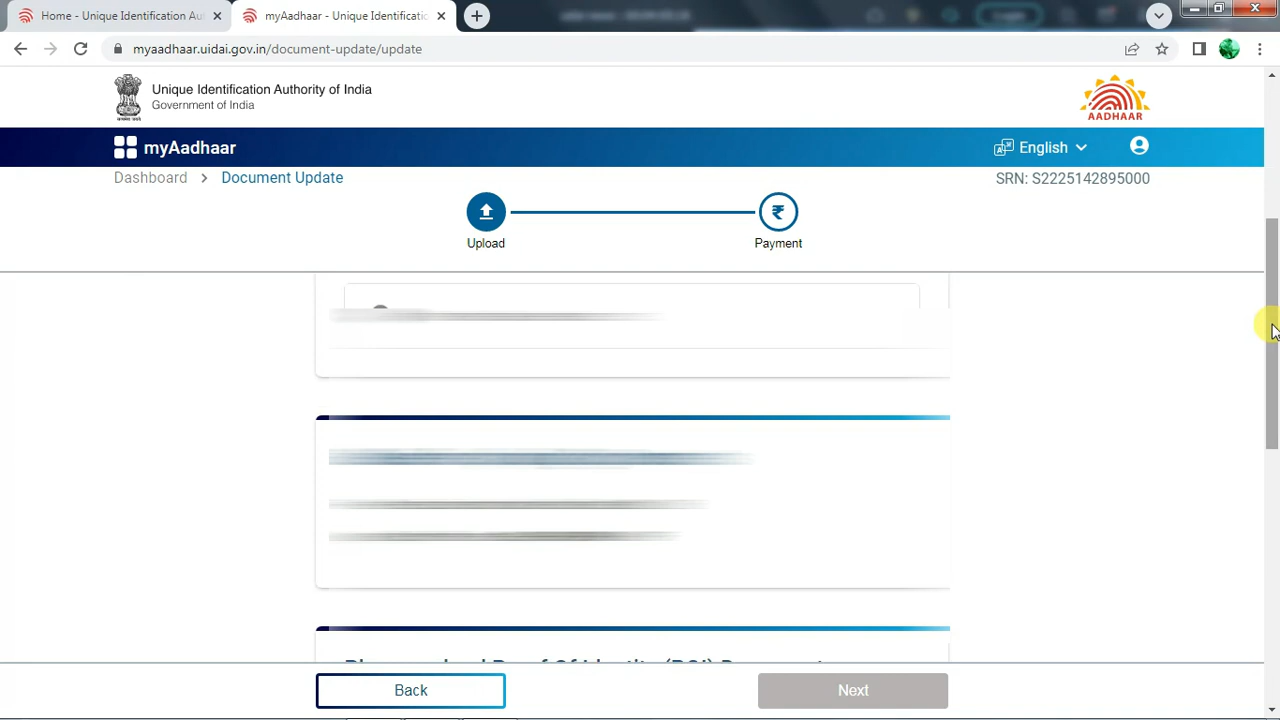 Home - Unique Identification Au
myAadhaar - Unique Identificatio
myaadhaar.uidai.gov.in/document-update/update
Unique Identification Authority of India
Government of India
AADHAAR
myAadhaar
English
Dashboard > Document Update
SRN: S2225142895000
Upload
Payment
Back
Next